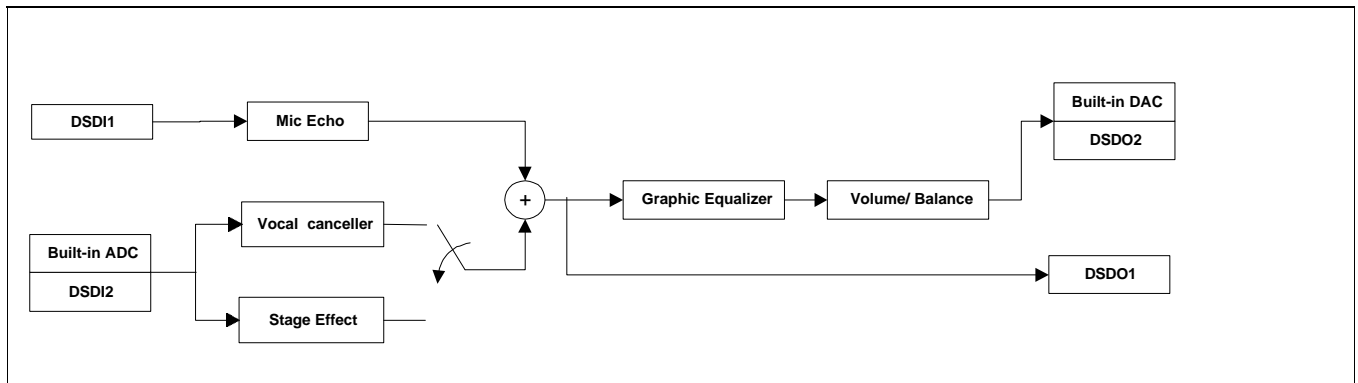 DSDI1
Mic Echo
Built-in DAC
DSDO2
+
Graphic Equalizer
Volume/ Balance
Vocal canceller
Built-in ADC
DSDI2
Stage Effect
DSDO1